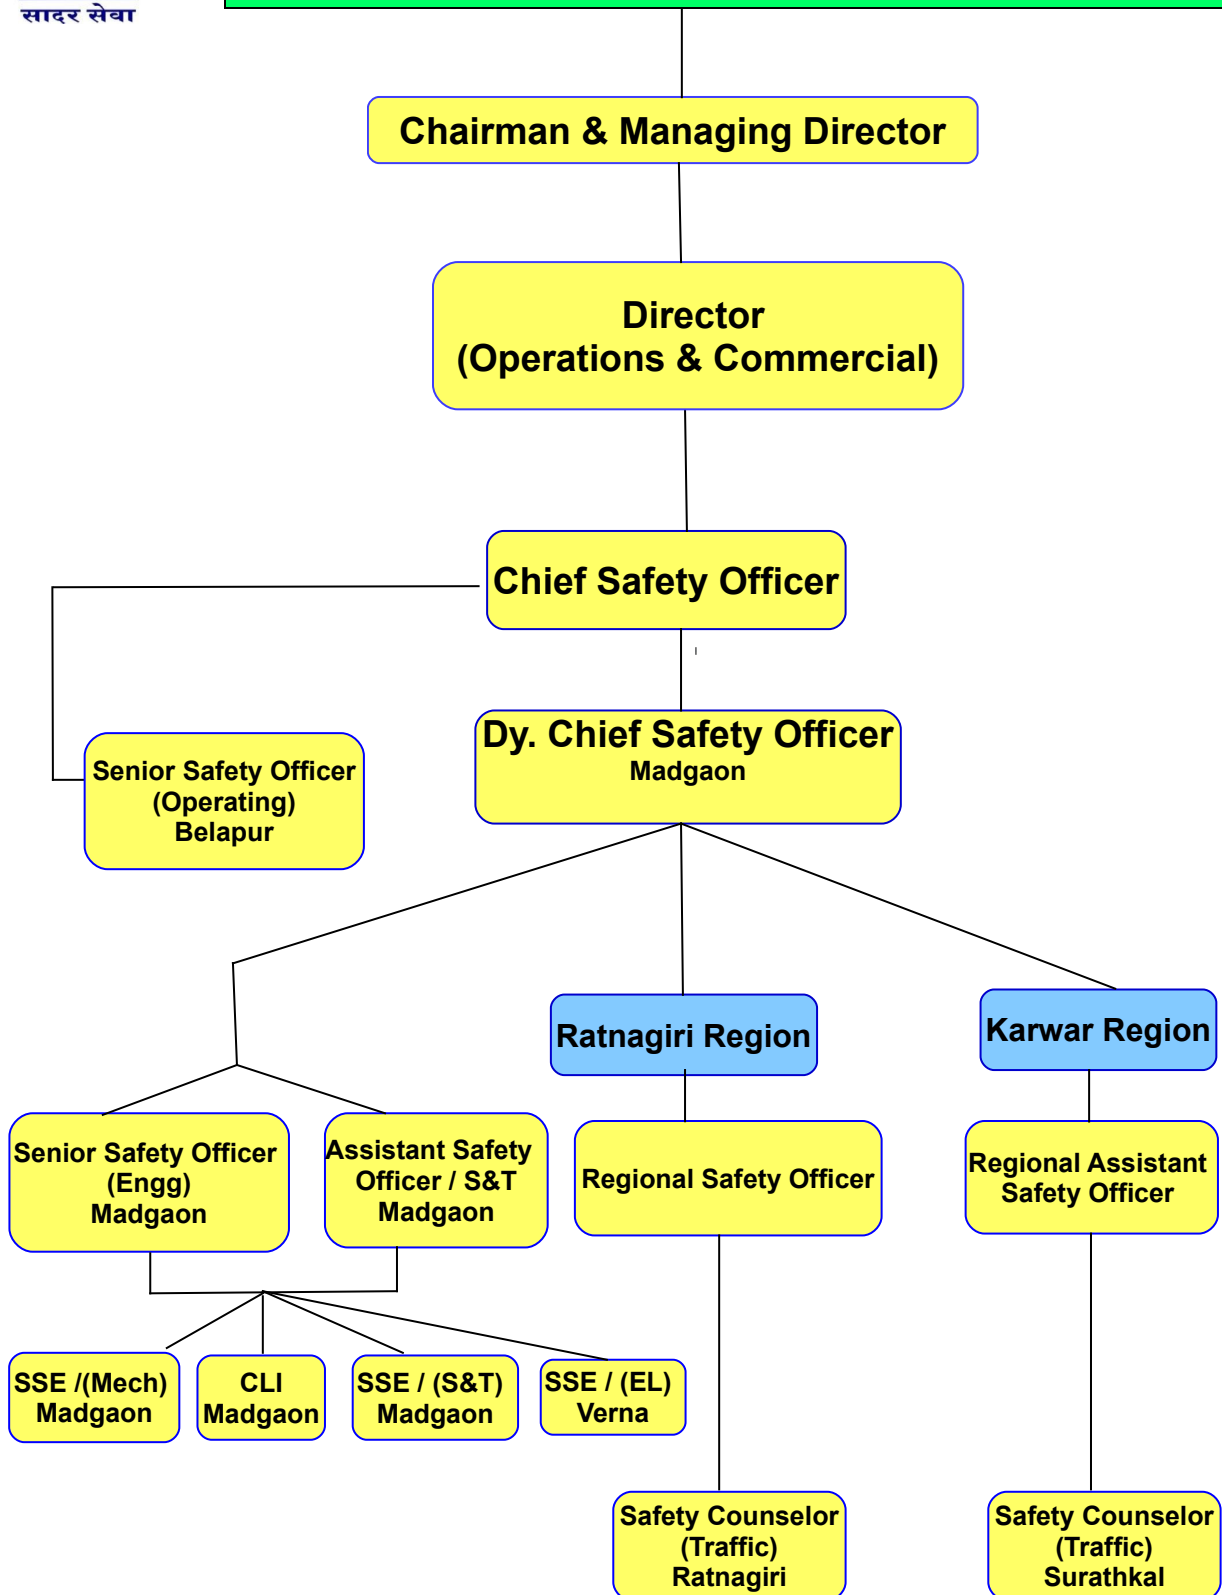 सादर सेवा
Chairman & Managing Director
Director
(Operations & Commercial)
Chief Safety Officer
Dy. Chief Safety Officer
Madgaon
Senior Safety Officer
(Operating)
Belapur
Ratnagiri Region
Karwar Region
Senior Safety Officer
(Engg)
Madgaon
Assistant Safety
Officer / S&T
Madgaon
Regional Safety Officer
Regional Assistant
Safety Officer
SSE /(Mech)
Madgaon
CLI
Madgaon
SSE / (S&T)
Madgaon
SSE / (EL)
Verna
Safety Counselor
(Traffic)
Ratnagiri
Safety Counselor
(Traffic)
Surathkal